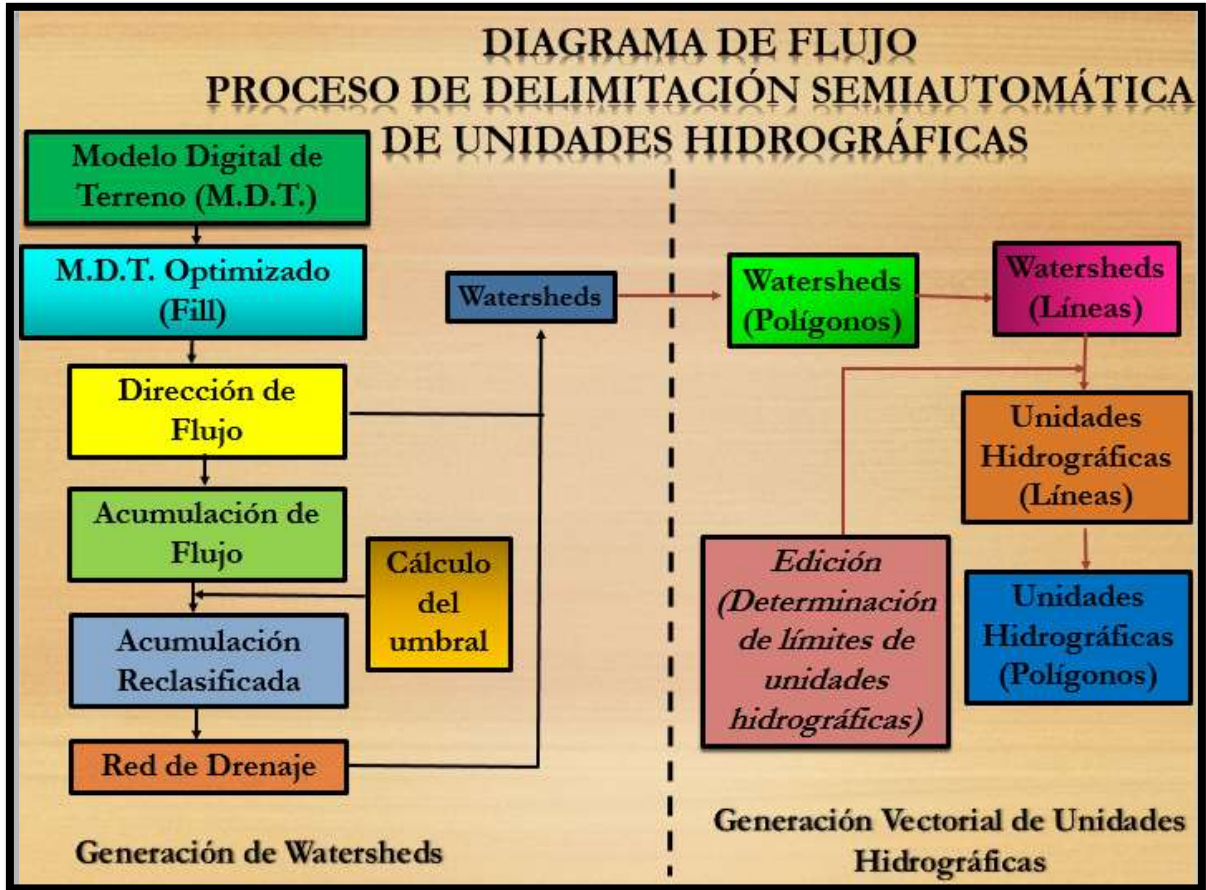 DIAGRAMA DE FLUJO
PROCESO DE DELIMITACIÓN SEMIAUTOMÁTICA
DE UNIDADES HIDROGRÁFICAS
Modelo Digital de
Terreno (M.D.T.)
M.D.T. Optimizado
(Fill)
Dirección de
Flujo
Acumulación de
Flujo
Cálculo
del
umbral
Acumulación
Reclasificada
Red de Drenaje
Watersheds
Generación de Watersheds
Watersheds
(Polígonos)
Watersheds
(Líneas)
Unidades
Hidrográficas
(Líneas)
Edición
(Determinación
de límites de
unidades
hidrográficas)
Unidades
Hidrográficas
(Polígonos)
Generación Vectorial de Unidades
Hidrográficas